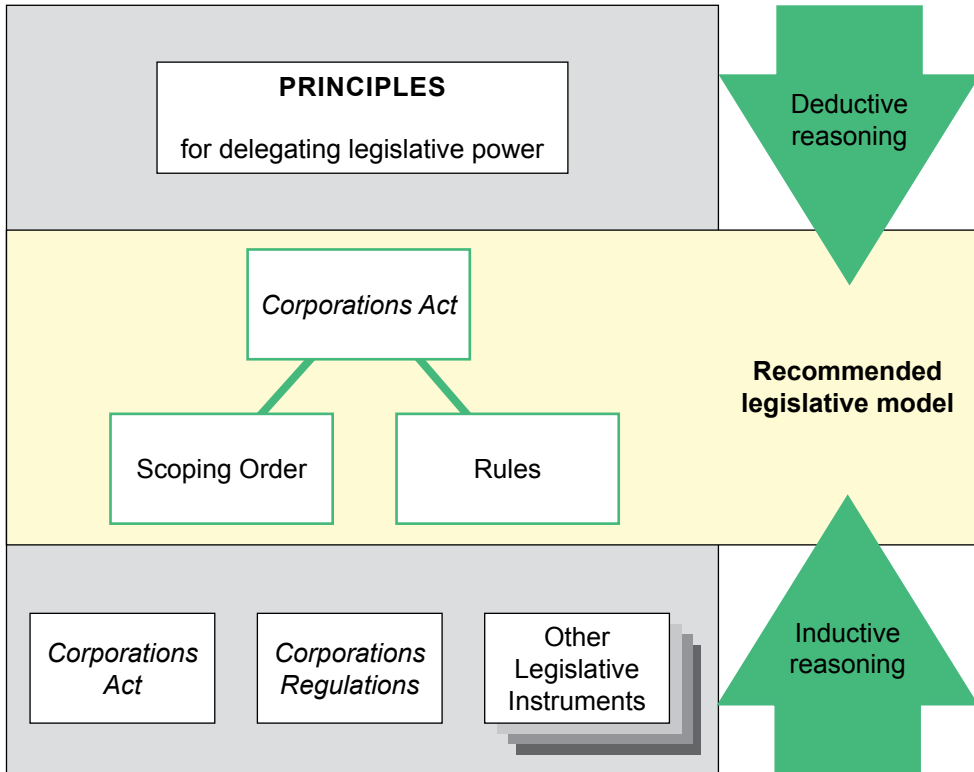 PRINCIPLES
for delegating legislative power
Deductive
reasoning
Corporations Act
Recommended
legislative model
Scoping Order
Rules
Corporations
Act
Corporations
Regulations
Other
Legislative
Instruments
Inductive
reasoning